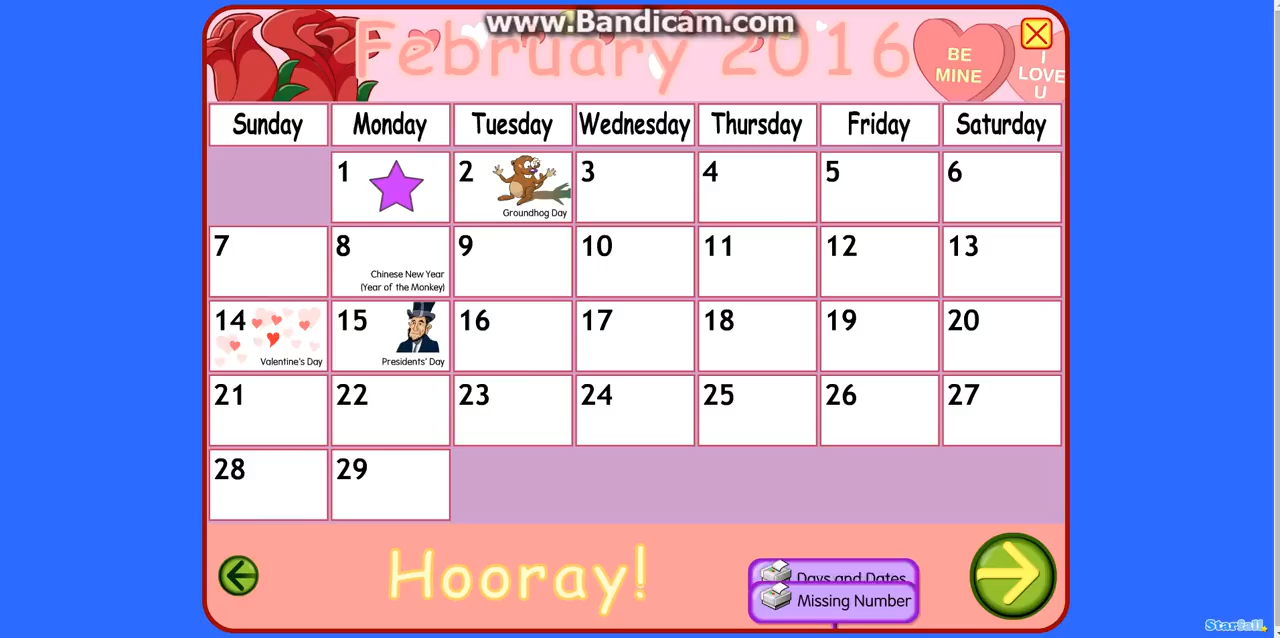 www.Bandicam.com
February 2016
BE MINE
I LOVE U
Sunday Monday Tuesday Wednesday Thursday Friday Saturday
1 2 3 4 5 6
Groundhog Day
7 8 9 10 11 12 13
Chinese New Year
(Year of the Monkey)
14 15 16 17 18 19 20
Valentine's Day Presidents' Day
21 22 23 24 25 26 27
28 29
Hooray!
Days and Dates
Missing Number
Starfall